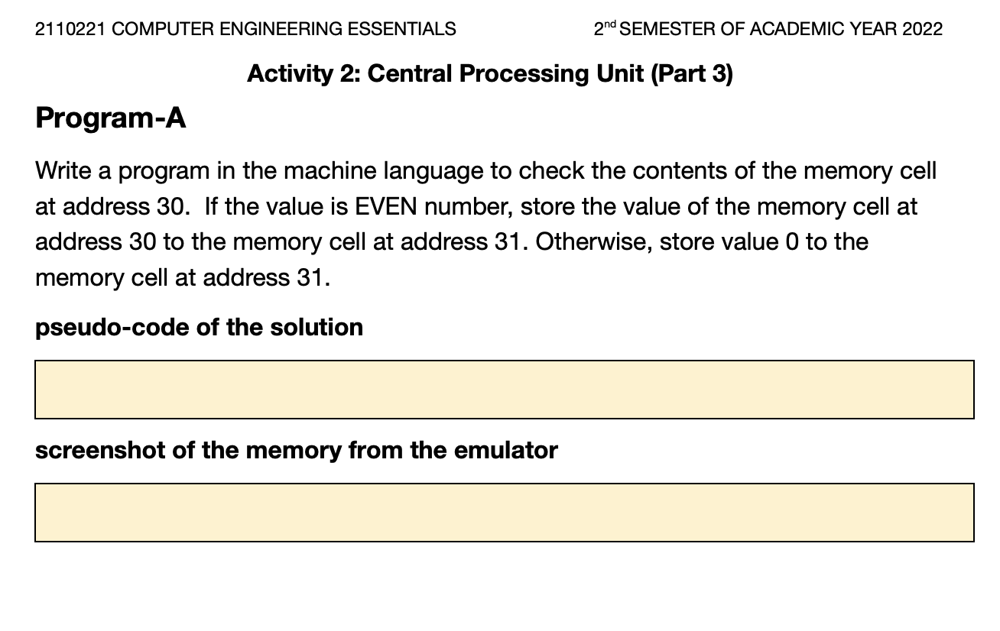 2110221 COMPUTER ENGINEERING ESSENTIALS 2nd SEMESTER OF ACADEMIC YEAR 2022
Activity 2: Central Processing Unit (Part 3)
Program-A
Write a program in the machine language to check the contents of the memory cell
at address 30.  If the value is EVEN number, store the value of the memory cell at
address 30 to the memory cell at address 31. Otherwise, store value 0 to the
memory cell at address 31.
pseudo-code of the solution
screenshot of the memory from the emulator